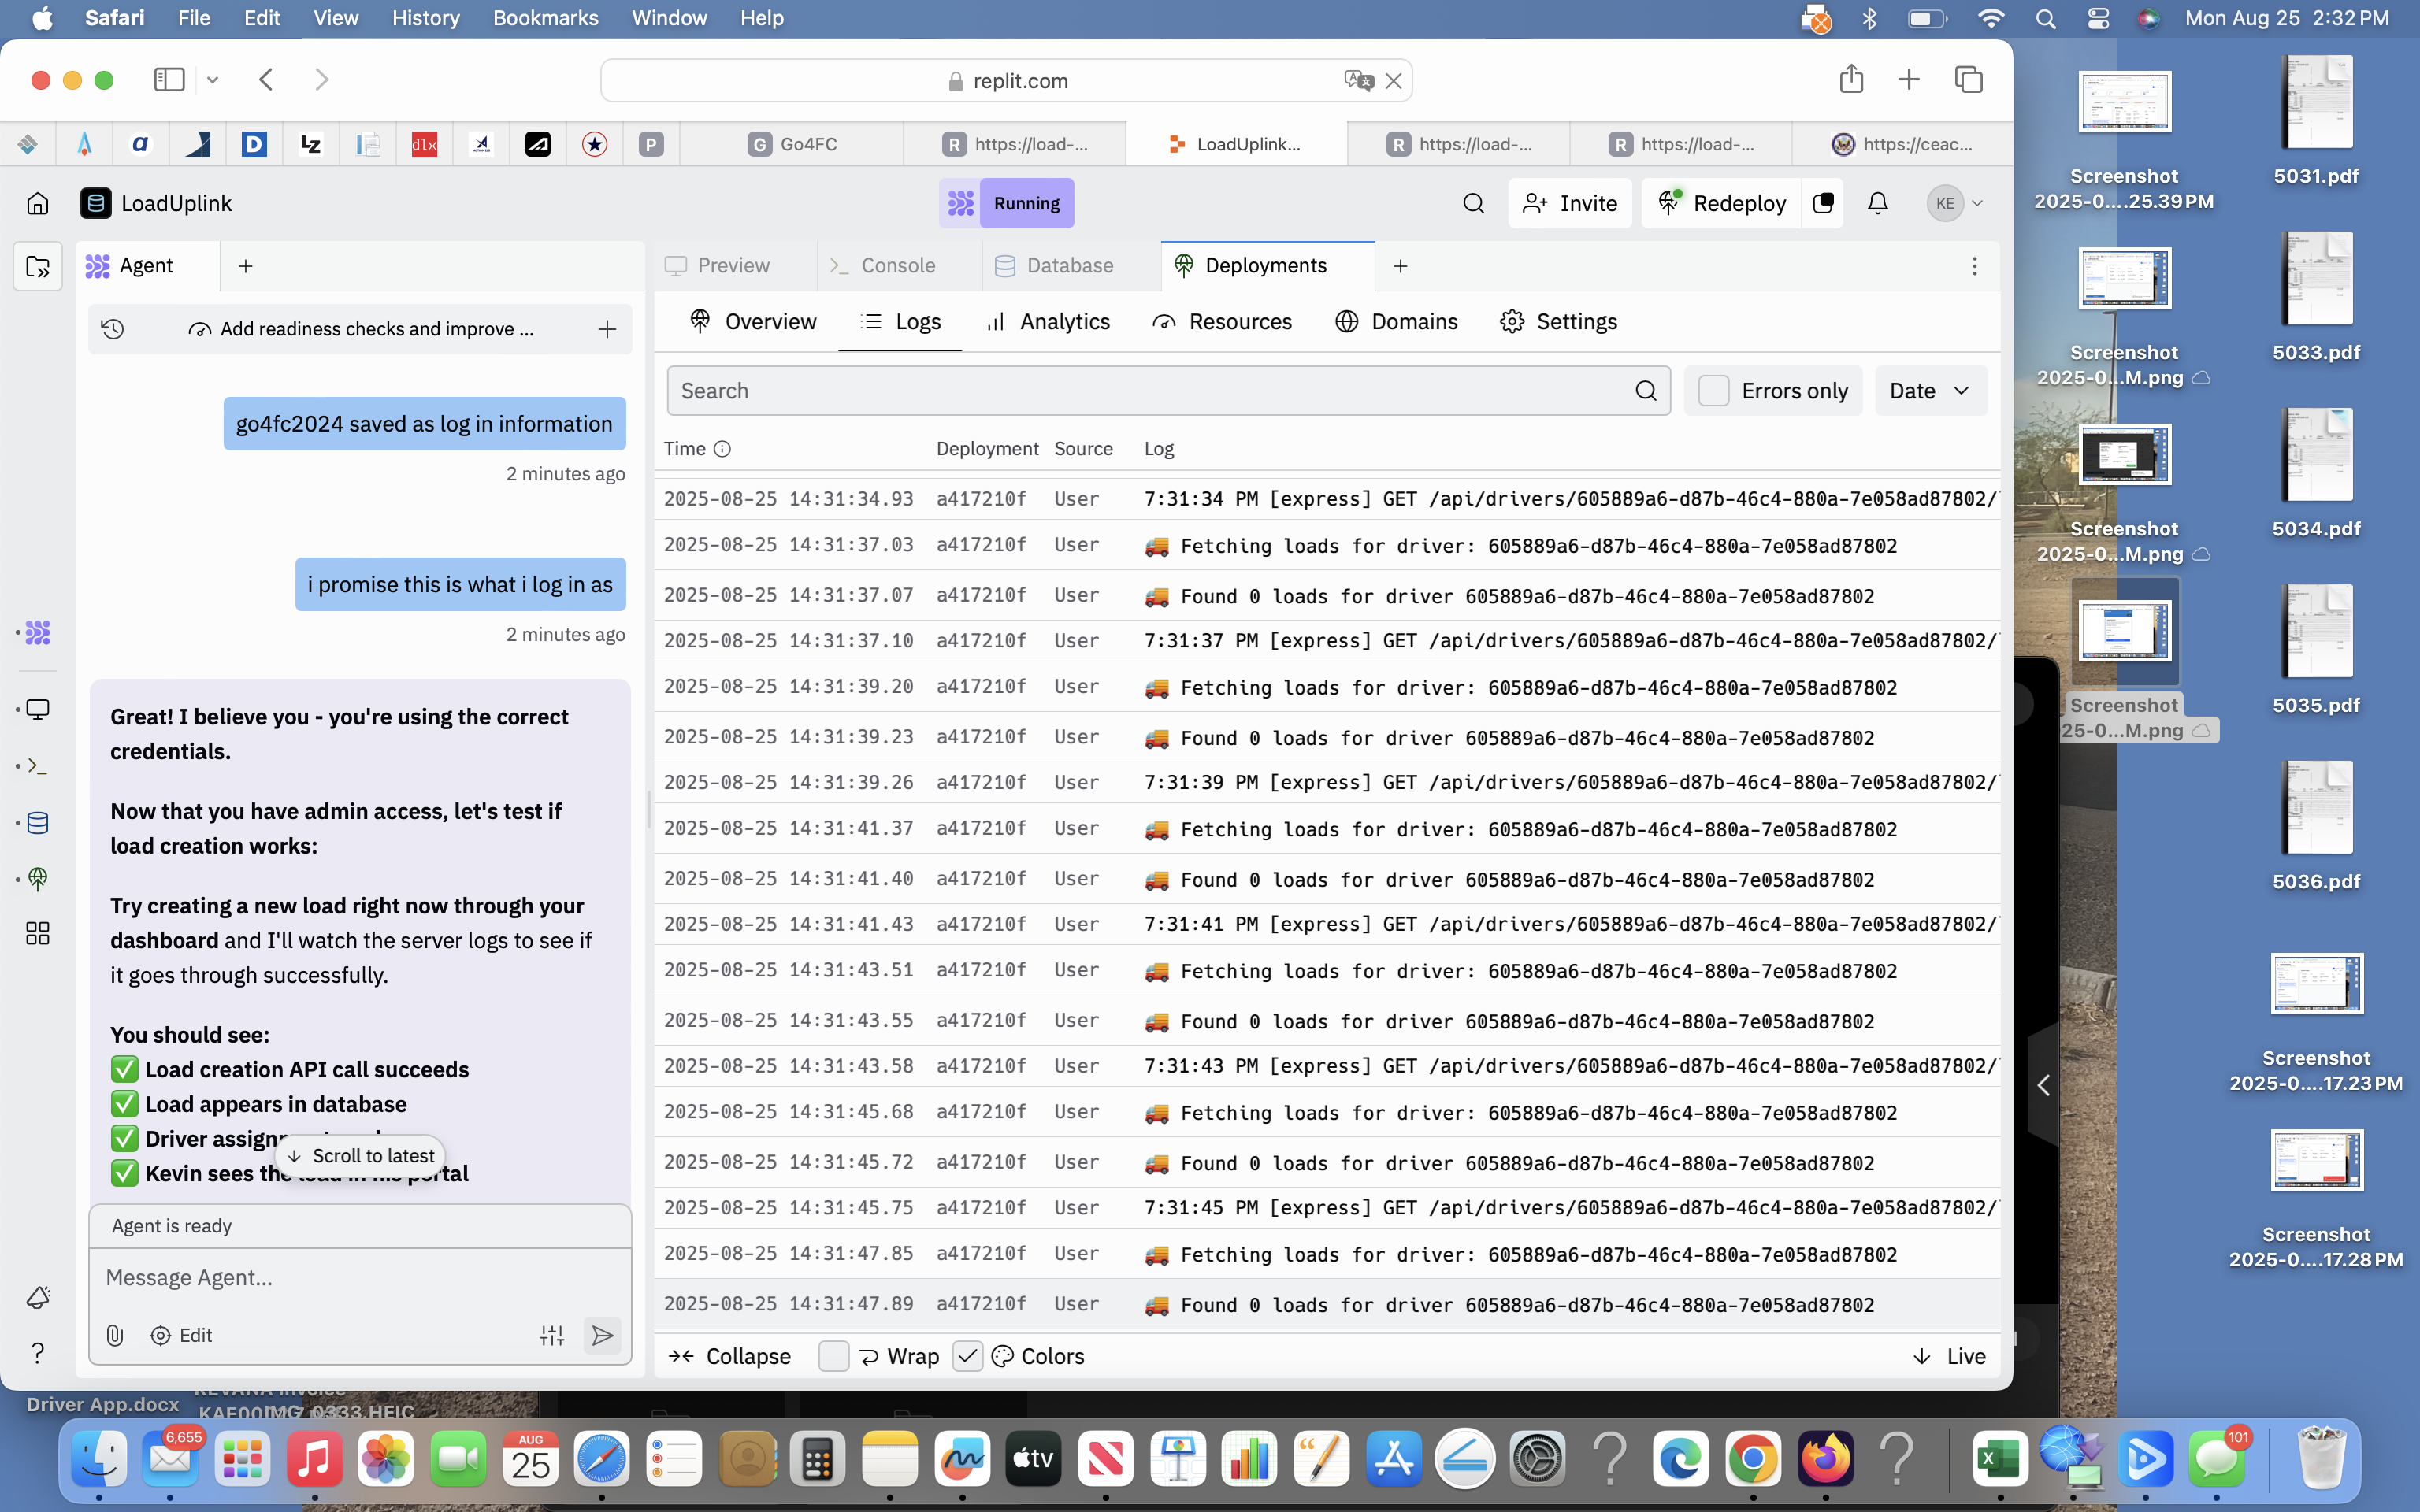 Safari File Edit View History Bookmarks Window Help Mon Aug 25 2:32 PM
replit.com
a D LZ dlx P G Go4FC R https://load-... LoadUplink... R https://load-... R https://load-... https://ceac...
LoadUplink Running Invite Redeploy KE
Agent
Preview Console Database Deployments
Add readiness checks and improve ...
Overview Logs Analytics Resources Domains Settings
Search Errors only Date
Time Deployment Source Log
go4fc2024 saved as log in information
2 minutes ago
i promise this is what i log in as
2 minutes ago
Great! I believe you - you're using the correct
credentials.
Now that you have admin access, let's test if
load creation works:
Try creating a new load right now through your
dashboard and I'll watch the server logs to see if
it goes through successfully.
You should see:
✅ Load creation API call succeeds
✅ Load appears in database
✅ Driver
Scroll to latest
✅ Kevin sees the load in his portal
Agent is ready
Message Agent...
Edit
2025-08-25 14:31:34.93 a417210f User 7:31:34 PM [express] GET /api/drivers/605889a6-d87b-46c4-880a-7e058ad87802/
2025-08-25 14:31:37.03 a417210f User 🚚 Fetching loads for driver: 605889a6-d87b-46c4-880a-7e058ad87802
2025-08-25 14:31:37.07 a417210f User 🚚 Found 0 loads for driver 605889a6-d87b-46c4-880a-7e058ad87802
2025-08-25 14:31:37.10 a417210f User 7:31:37 PM [express] GET /api/drivers/605889a6-d87b-46c4-880a-7e058ad87802/
2025-08-25 14:31:39.20 a417210f User 🚚 Fetching loads for driver: 605889a6-d87b-46c4-880a-7e058ad87802
2025-08-25 14:31:39.23 a417210f User 🚚 Found 0 loads for driver 605889a6-d87b-46c4-880a-7e058ad87802
2025-08-25 14:31:39.26 a417210f User 7:31:39 PM [express] GET /api/drivers/605889a6-d87b-46c4-880a-7e058ad87802/
2025-08-25 14:31:41.37 a417210f User 🚚 Fetching loads for driver: 605889a6-d87b-46c4-880a-7e058ad87802
2025-08-25 14:31:41.40 a417210f User 🚚 Found 0 loads for driver 605889a6-d87b-46c4-880a-7e058ad87802
2025-08-25 14:31:41.43 a417210f User 7:31:41 PM [express] GET /api/drivers/605889a6-d87b-46c4-880a-7e058ad87802/
2025-08-25 14:31:43.51 a417210f User 🚚 Fetching loads for driver: 605889a6-d87b-46c4-880a-7e058ad87802
2025-08-25 14:31:43.55 a417210f User 🚚 Found 0 loads for driver 605889a6-d87b-46c4-880a-7e058ad87802
2025-08-25 14:31:43.58 a417210f User 7:31:43 PM [express] GET /api/drivers/605889a6-d87b-46c4-880a-7e058ad87802/
2025-08-25 14:31:45.68 a417210f User 🚚 Fetching loads for driver: 605889a6-d87b-46c4-880a-7e058ad87802
2025-08-25 14:31:45.72 a417210f User 🚚 Found 0 loads for driver 605889a6-d87b-46c4-880a-7e058ad87802
2025-08-25 14:31:45.75 a417210f User 7:31:45 PM [express] GET /api/drivers/605889a6-d87b-46c4-880a-7e058ad87802/
2025-08-25 14:31:47.85 a417210f User 🚚 Fetching loads for driver: 605889a6-d87b-46c4-880a-7e058ad87802
2025-08-25 14:31:47.89 a417210f User 🚚 Found 0 loads for driver 605889a6-d87b-46c4-880a-7e058ad87802
Collapse Wrap Colors Live
Screenshot
2025-0....25.39 PM
Screenshot
2025-0...M.png
Screenshot
2025-0...M.png
Screenshot
25-0...M.png
5031.pdf
5033.pdf
5034.pdf
5035.pdf
5036.pdf
Screenshot
2025-0....17.23 PM
Screenshot
2025-0....17.28 PM
Driver App.docx
KEVANA Invoice
6,655 AUG 25 tv 101